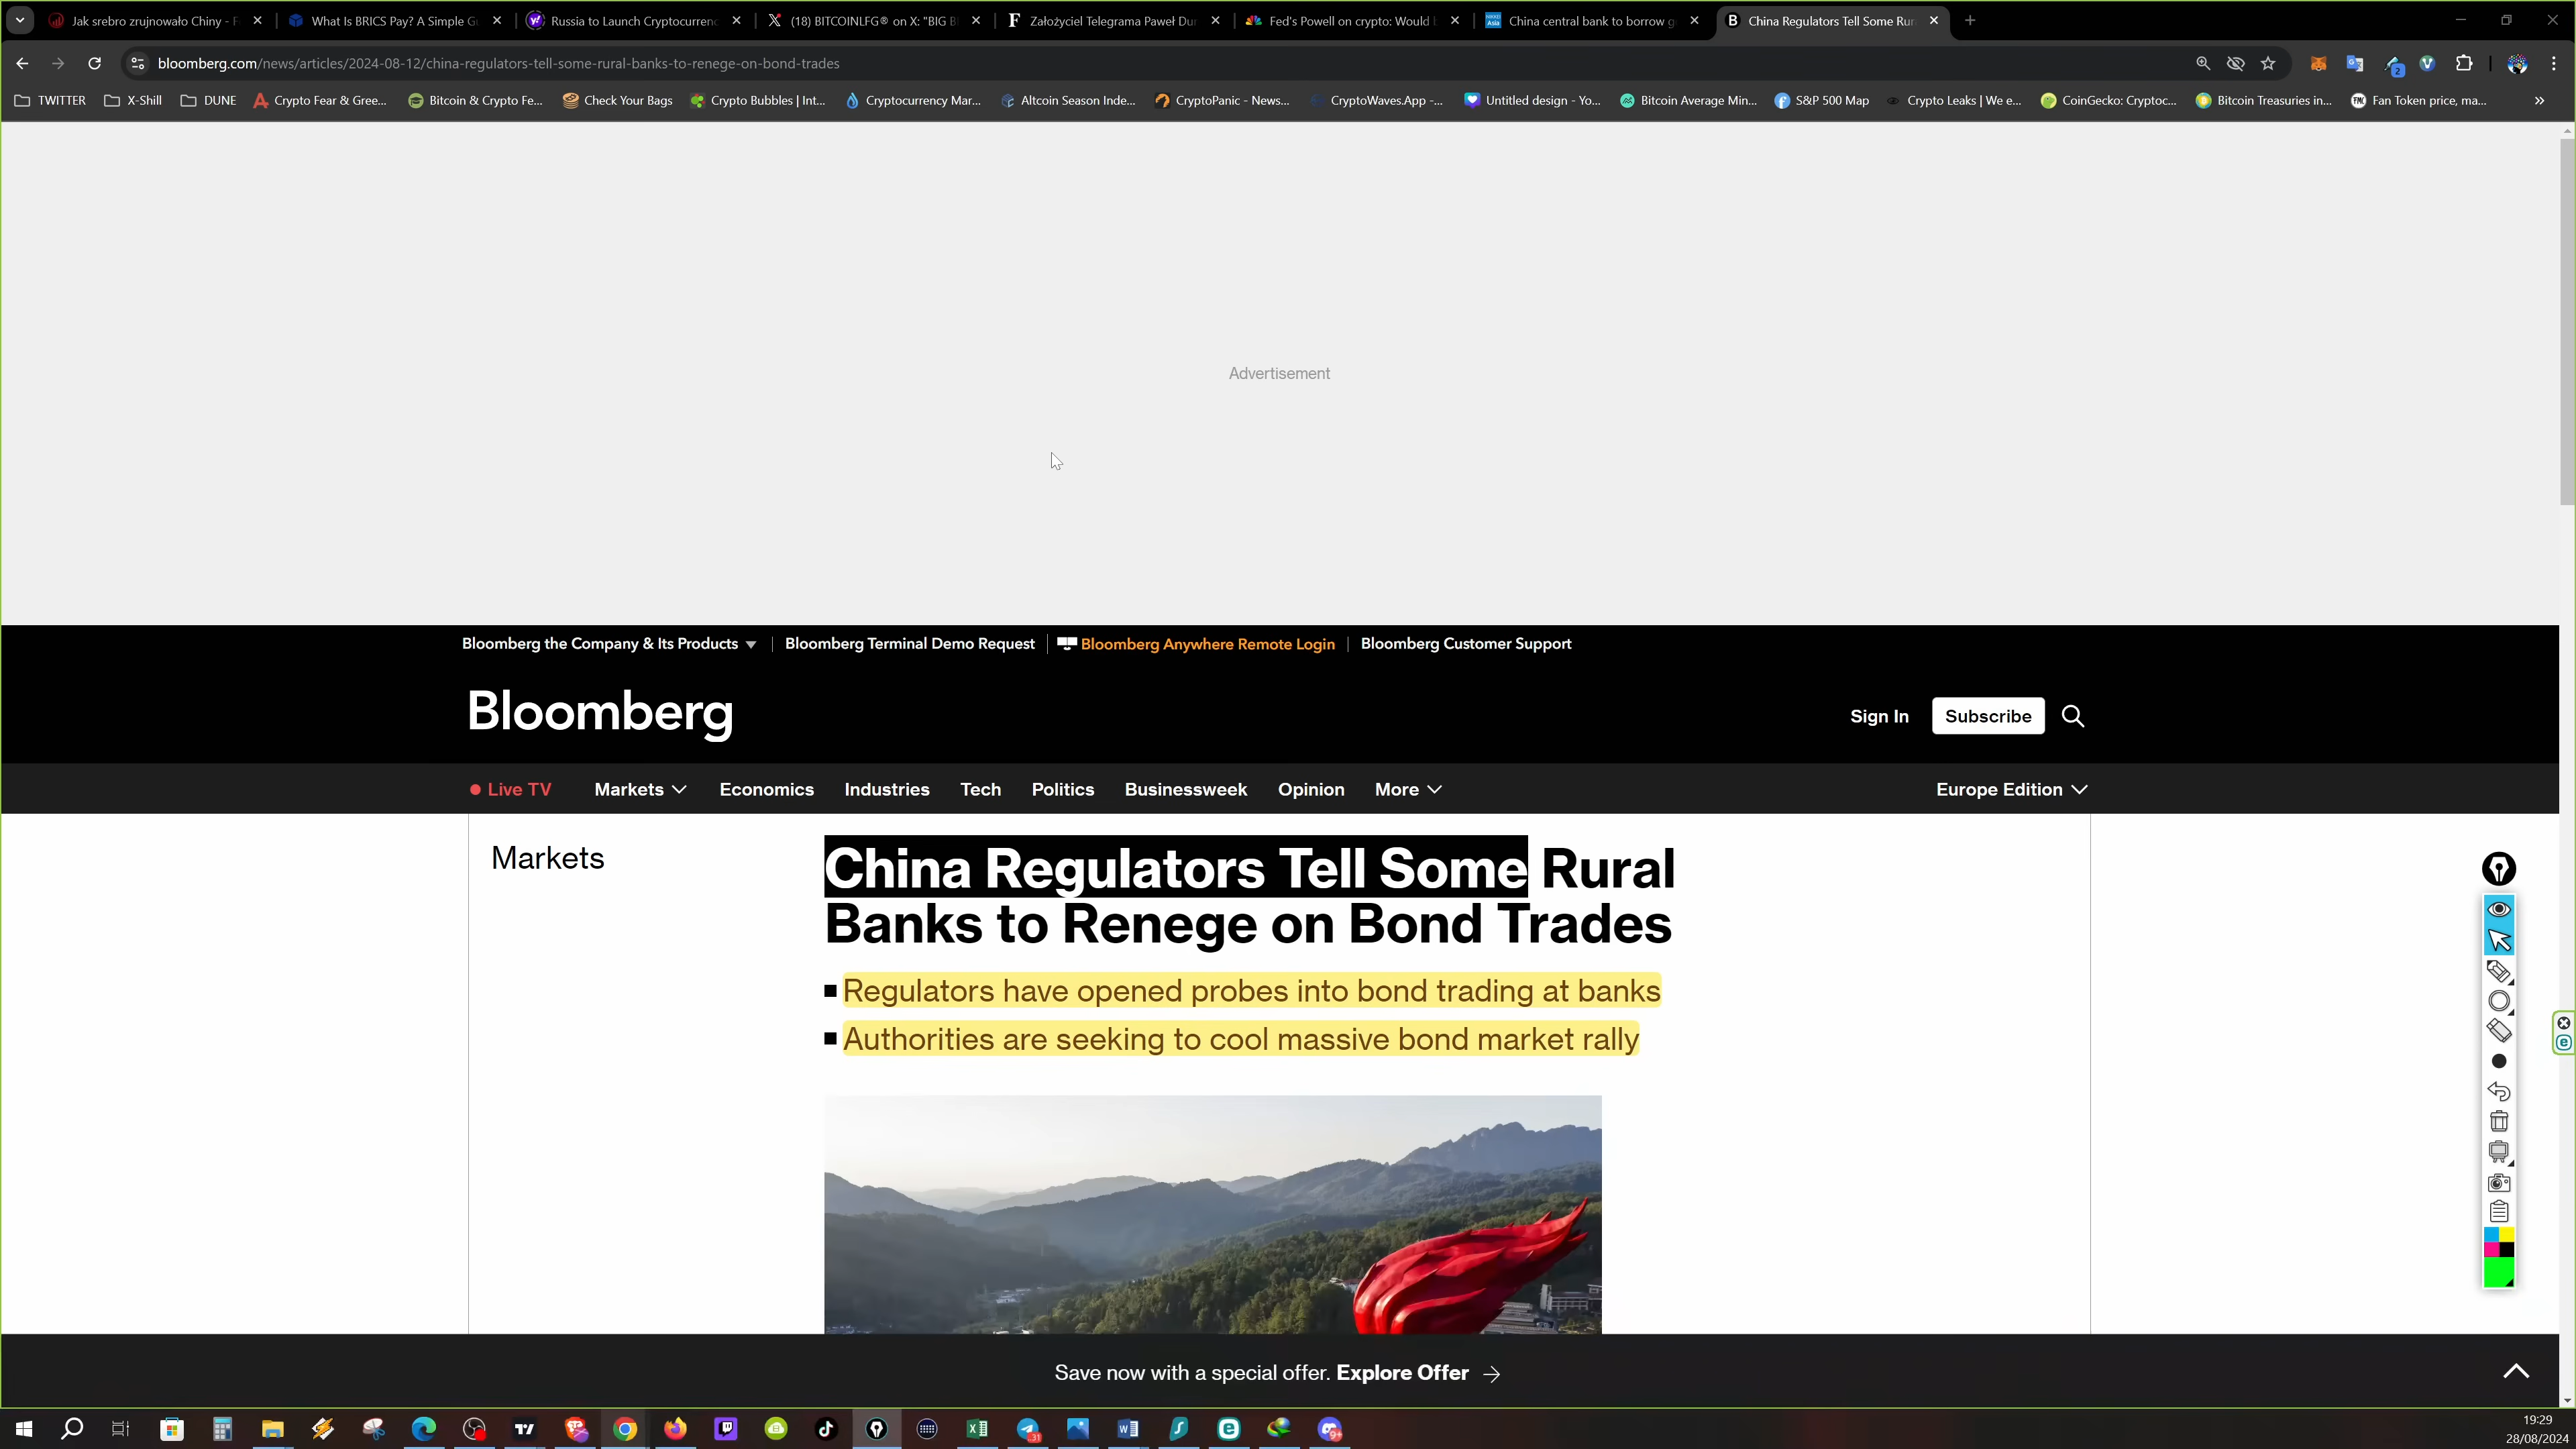 Jak srebro zrujnowało Chiny - F
What Is BRICS Pay? A Simple G
Russia to Launch Cryptocurrenc
(18) BITCOINLFG® on X: "BIG B
Założyciel Telegrama Paweł Dur
Fed's Powell on crypto: Would b
China central bank to borrow g
China Regulators Tell Some Rur
bloomberg.com/news/articles/2024-08-12/china-regulators-tell-some-rural-banks-to-renege-on-bond-trades
TWITTER
X-Shill
DUNE
Crypto Fear & Gree...
Bitcoin & Crypto Fe...
Check Your Bags
Crypto Bubbles | Int...
Cryptocurrency Mar...
Altcoin Season Inde...
CryptoPanic - News...
CryptoWaves.App -...
Untitled design - Yo...
Bitcoin Average Min...
S&P 500 Map
Crypto Leaks | We e...
CoinGecko: Cryptoc...
Bitcoin Treasuries in...
Fan Token price, ma...
Advertisement
Bloomberg the Company & Its Products
Bloomberg Terminal Demo Request
Bloomberg Anywhere Remote Login
Bloomberg Customer Support
Bloomberg
Sign In
Subscribe
Live TV
Markets
Economics
Industries
Tech
Politics
Businessweek
Opinion
More
Europe Edition
Markets
China Regulators Tell Some Rural
Banks to Renege on Bond Trades
Regulators have opened probes into bond trading at banks
Authorities are seeking to cool massive bond market rally
Save now with a special offer. Explore Offer
19:29
28/08/2024